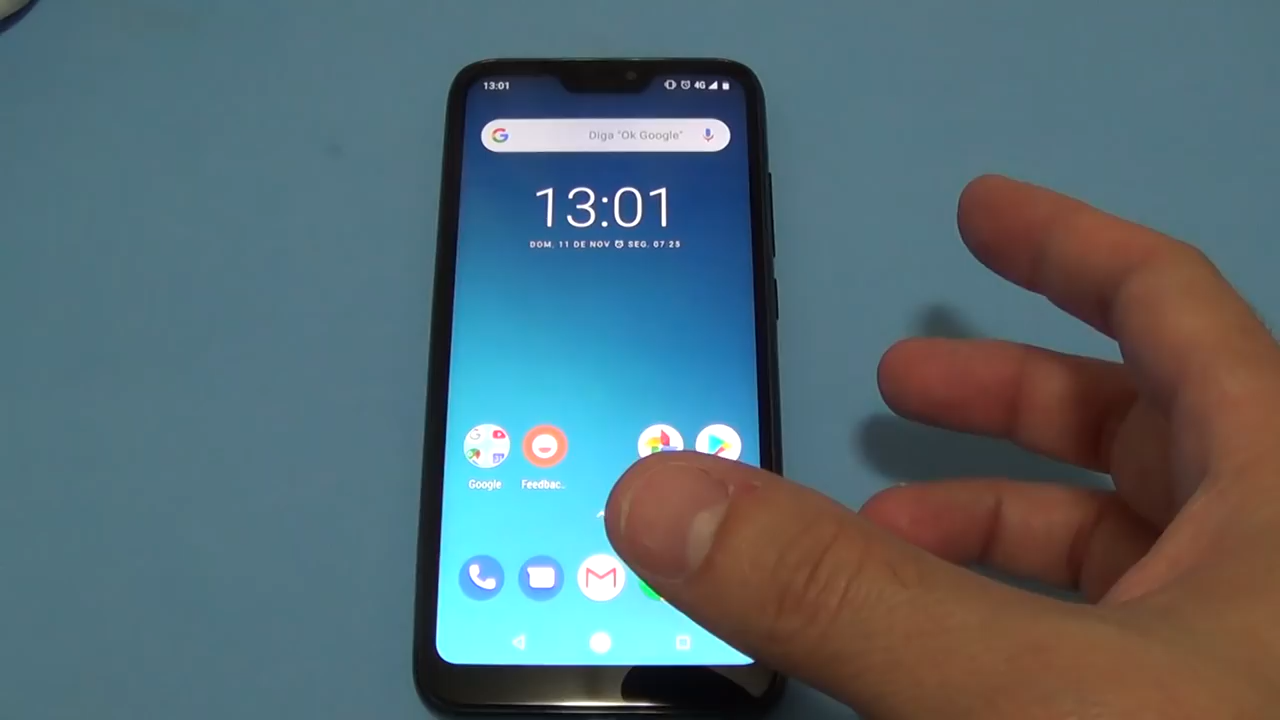 13:01
4G
Diga "Ok Google"
13:01
DOM. 11 DE NOV SEG. 07:25
Google
Feedbac..